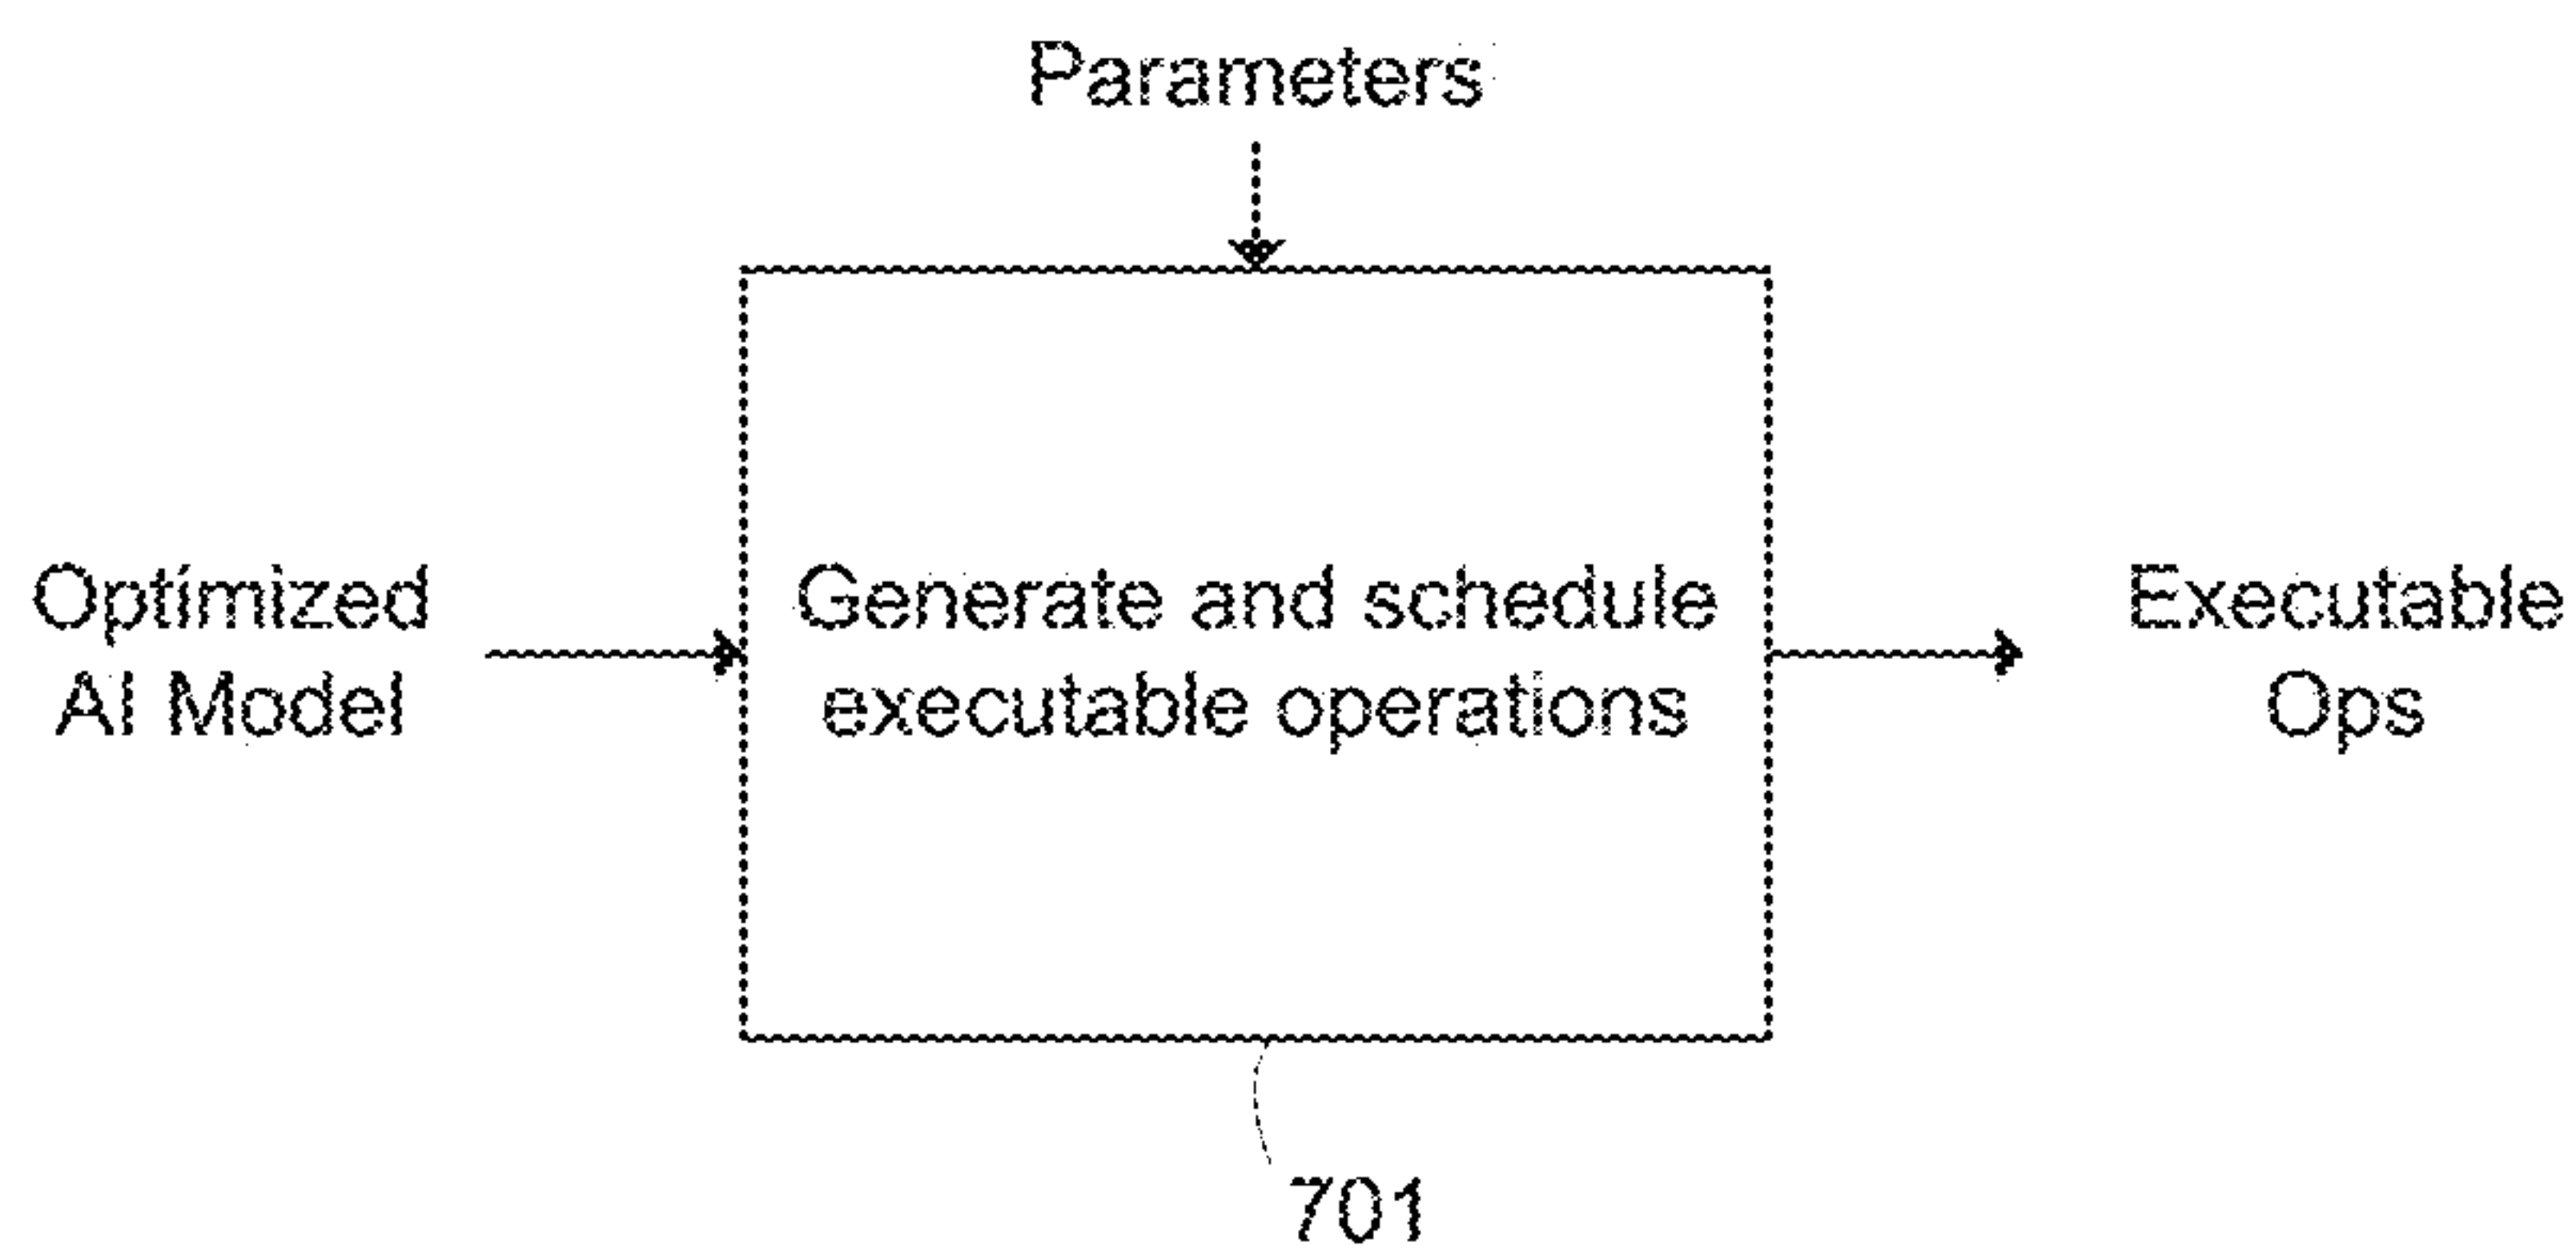 Parameters
Optimized
AI Model
Generate and schedule
executable operations
Executable
Ops
701